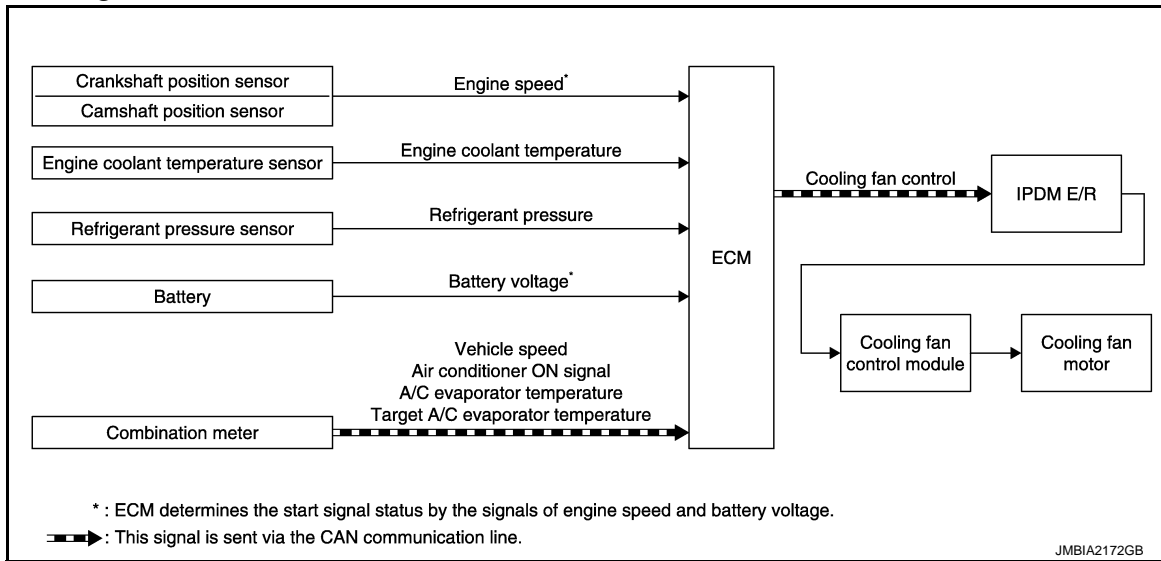 Crankshaft position sensor
Camshaft position sensor
Engine speed*
Engine coolant temperature sensor
Engine coolant temperature
Refrigerant pressure sensor
Refrigerant pressure
Battery
Battery voltage*
Combination meter
Vehicle speed
Air conditioner ON signal
A/C evaporator temperature
Target A/C evaporator temperature
ECM
Cooling fan control
IPDM E/R
Cooling fan
control module
Cooling fan
motor
* : ECM determines the start signal status by the signals of engine speed and battery voltage.
: This signal is sent via the CAN communication line.
JMBIA2172GB